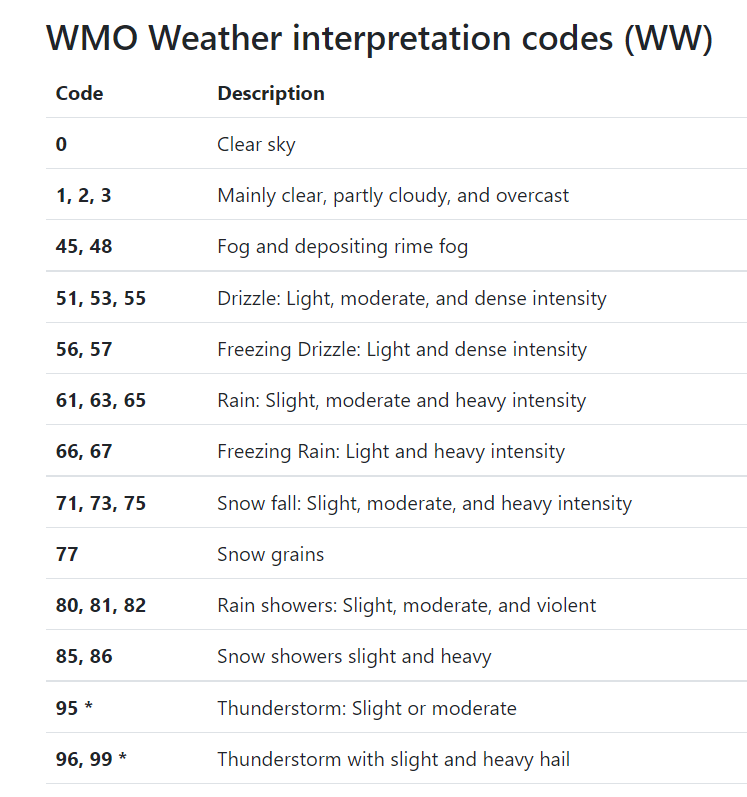 WMO Weather interpretation codes (WW)
Code Description
0 Clear sky
1, 2, 3 Mainly clear, partly cloudy, and overcast
45, 48 Fog and depositing rime fog
51, 53, 55 Drizzle: Light, moderate, and dense intensity
56, 57 Freezing Drizzle: Light and dense intensity
61, 63, 65 Rain: Slight, moderate and heavy intensity
66, 67 Freezing Rain: Light and heavy intensity
71, 73, 75 Snow fall: Slight, moderate, and heavy intensity
77 Snow grains
80, 81, 82 Rain showers: Slight, moderate, and violent
85, 86 Snow showers slight and heavy
95 * Thunderstorm: Slight or moderate
96, 99 * Thunderstorm with slight and heavy hail